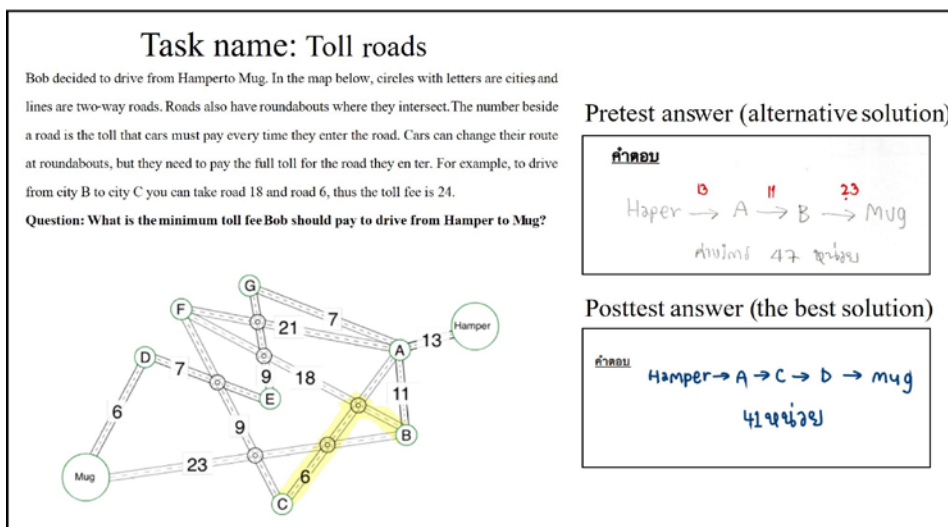 Task name: Toll roads
Bob decided to drive from Hamperto Mug. In the map below, circles with letters are cities and
lines are two-way roads. Roads also have roundabouts where they intersect. The number beside
a road is the toll that cars must pay every time they enter the road. Cars can change their route
at roundabouts, but they need to pay the full toll for the road they en ter. For example, to drive
from city B to city C you can take road 18 and road 6, thus the toll fee is 24.
Question: What is the minimum toll fee Bob should pay to drive from Hamper to Mug?
G
F
21
7
Hamper
13
A
D
7
9
18
E
11
6
9
B
23
Mug
6
C
Pretest answer (alternative solution)
คำตอบ
13 11 23
Haper → A → B → Mug
47 หน่วย
Posttest answer (the best solution)
คำตอบ
Hamper → A → C → D → mug
41 หน่วย